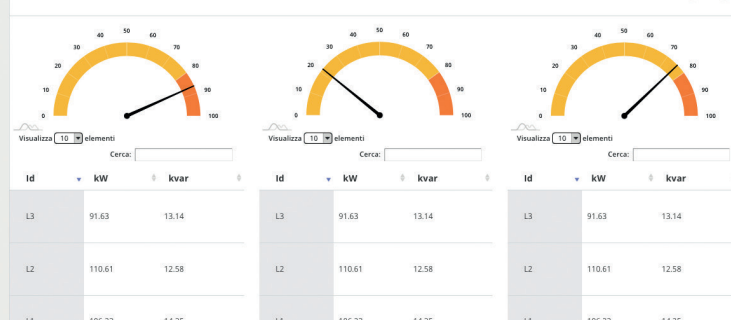 0 10 20 30 40 50 60 70 80 90 100
0 10 20 30 40 50 60 70 80 90 100
0 10 20 30 40 50 60 70 80 90 100
Visualizza 10 elementi
Cerca:
Id kW kvar
L3 91.63 13.14
L2 110.61 12.58
Visualizza 10 elementi
Cerca:
Id kW kvar
L3 91.63 13.14
L2 110.61 12.58
Visualizza 10 elementi
Cerca:
Id kW kvar
L3 91.63 13.14
L2 110.61 12.58